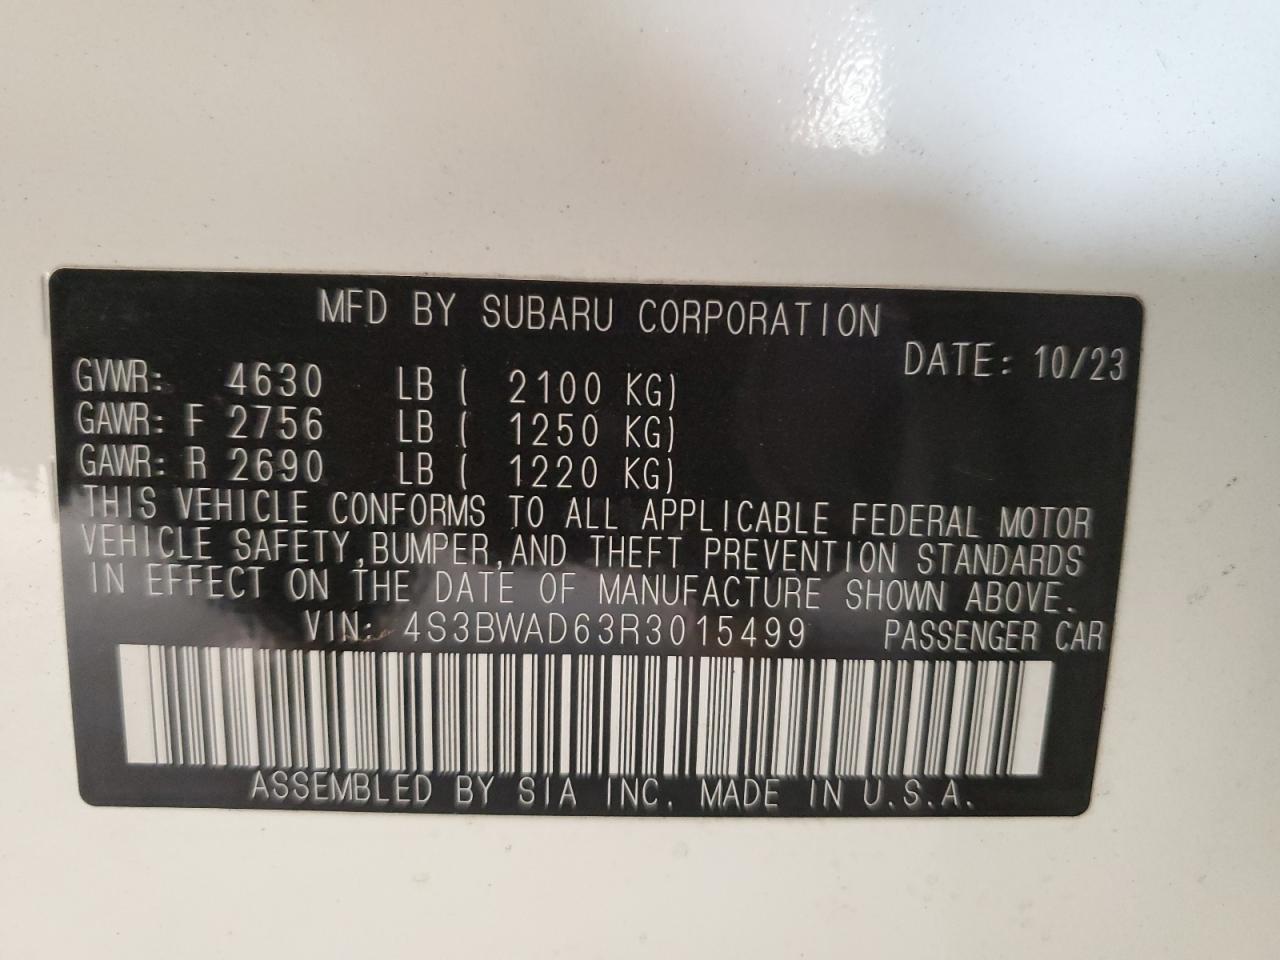 MFD BY SUBARU CORPORATION
DATE: 10/23
GVWR: 4630 LB ( 2100 KG)
GAWR: F 2756 LB ( 1250 KG)
GAWR: R 2690 LB ( 1220 KG)
THIS VEHICLE CONFORMS TO ALL APPLICABLE FEDERAL MOTOR
VEHICLE SAFETY,BUMPER,AND THEFT PREVENTION STANDARDS
IN EFFECT ON THE DATE OF MANUFACTURE SHOWN ABOVE.
VIN: 4S3BWAD63R3015499 PASSENGER CAR
ASSEMBLED BY SIA INC. MADE IN U.S.A.